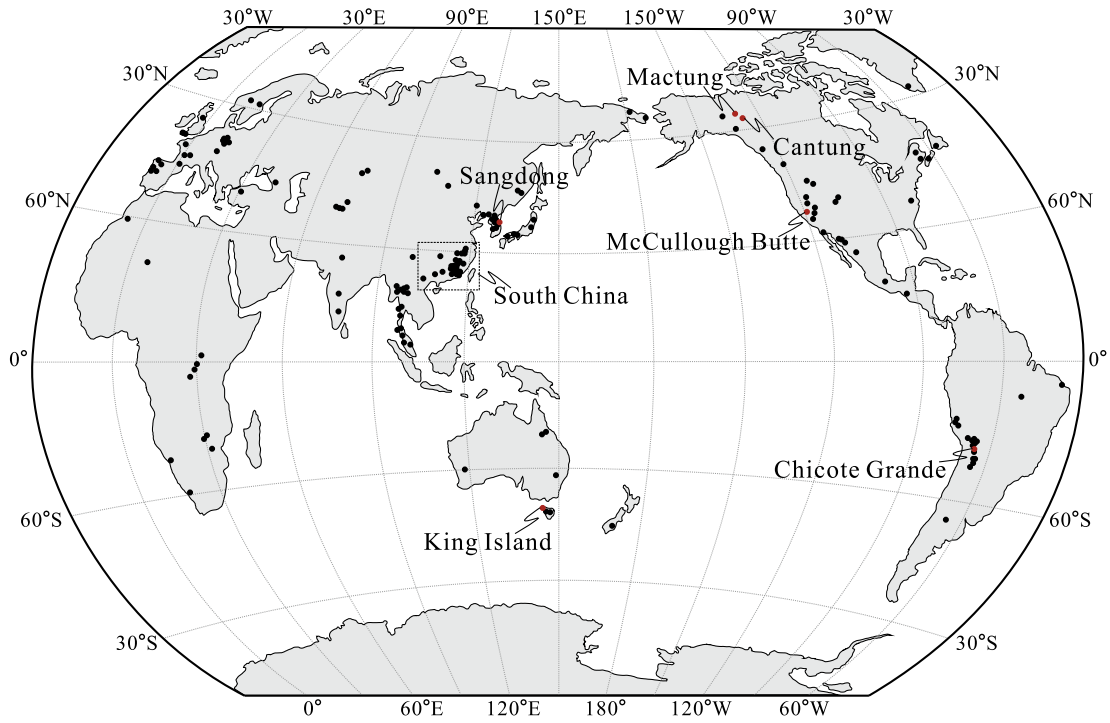 30°W 30°E 90°E 150°E 150°W 90°W 30°W
30°N 30°N
Mactung
Cantung
Sangdong
60°N 60°N
McCullough Butte
South China
0° 0°
Chicote Grande
60°S 60°S
King Island
30°S 30°S
0° 60°E 120°E 180° 120°W 60°W